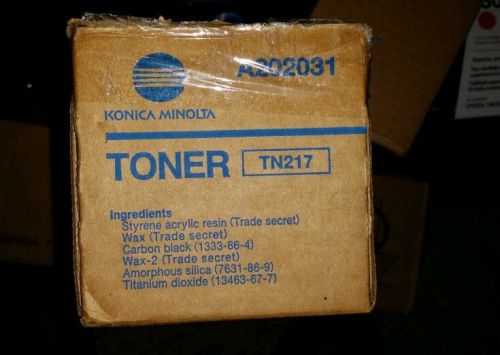 A202031
KONICA MINOLTA
TONER TN217
Ingredients
Styrene acrylic resin (Trade secret)
Wax (Trade secret)
Carbon black (1333-86-4)
Wax-2 (Trade secret)
Amorphous silica (7631-86-9)
Titanium dioxide (13463-67-7)